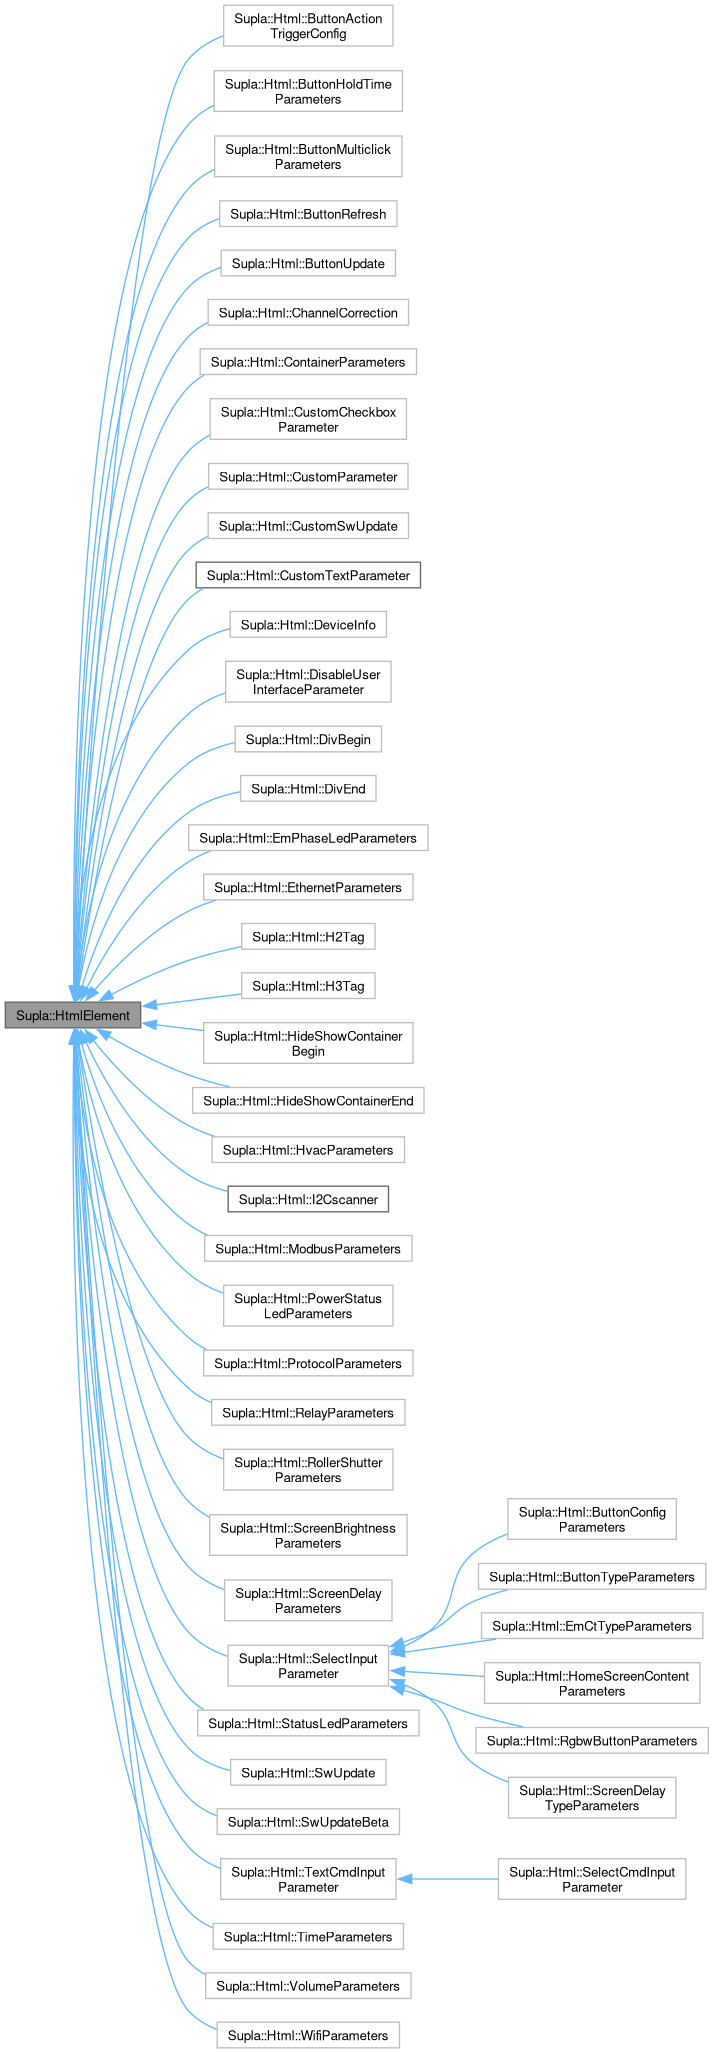 Supla::Html::ButtonAction
TriggerConfig
Supla::Html::ButtonHoldTime
Parameters
Supla::Html::ButtonMulticlick
Parameters
Supla::Html::ButtonRefresh
Supla::Html::ButtonUpdate
Supla::Html::ChannelCorrection
Supla::Html::ContainerParameters
Supla::Html::CustomCheckbox
Parameter
Supla::Html::CustomParameter
Supla::Html::CustomSwUpdate
Supla::Html::CustomTextParameter
Supla::Html::DeviceInfo
Supla::Html::DisableUser
InterfaceParameter
Supla::Html::DivBegin
Supla::Html::DivEnd
Supla::Html::EmPhaseLedParameters
Supla::Html::EthernetParameters
Supla::Html::H2Tag
Supla::Html::H3Tag
Supla::HtmlElement
Supla::Html::HideShowContainer
Begin
Supla::Html::HideShowContainerEnd
Supla::Html::HvacParameters
Supla::Html::I2Cscanner
Supla::Html::ModbusParameters
Supla::Html::PowerStatus
LedParameters
Supla::Html::ProtocolParameters
Supla::Html::RelayParameters
Supla::Html::RollerShutter
Parameters
Supla::Html::ScreenBrightness
Parameters
Supla::Html::ScreenDelay
Parameters
Supla::Html::SelectInput
Parameter
Supla::Html::ButtonConfig
Parameters
Supla::Html::ButtonTypeParameters
Supla::Html::EmCtTypeParameters
Supla::Html::HomeScreenContent
Parameters
Supla::Html::RgbwButtonParameters
Supla::Html::ScreenDelay
TypeParameters
Supla::Html::StatusLedParameters
Supla::Html::SwUpdate
Supla::Html::SwUpdateBeta
Supla::Html::TextCmdInput
Parameter
Supla::Html::SelectCmdInput
Parameter
Supla::Html::TimeParameters
Supla::Html::VolumeParameters
Supla::Html::WifiParameters